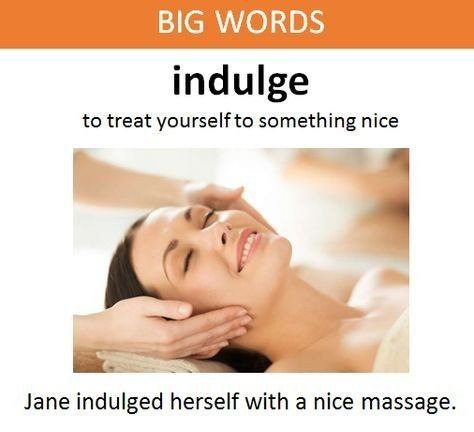 BIG WORDS
indulge
to treat yourself to something nice
Jane indulged herself with a nice massage.